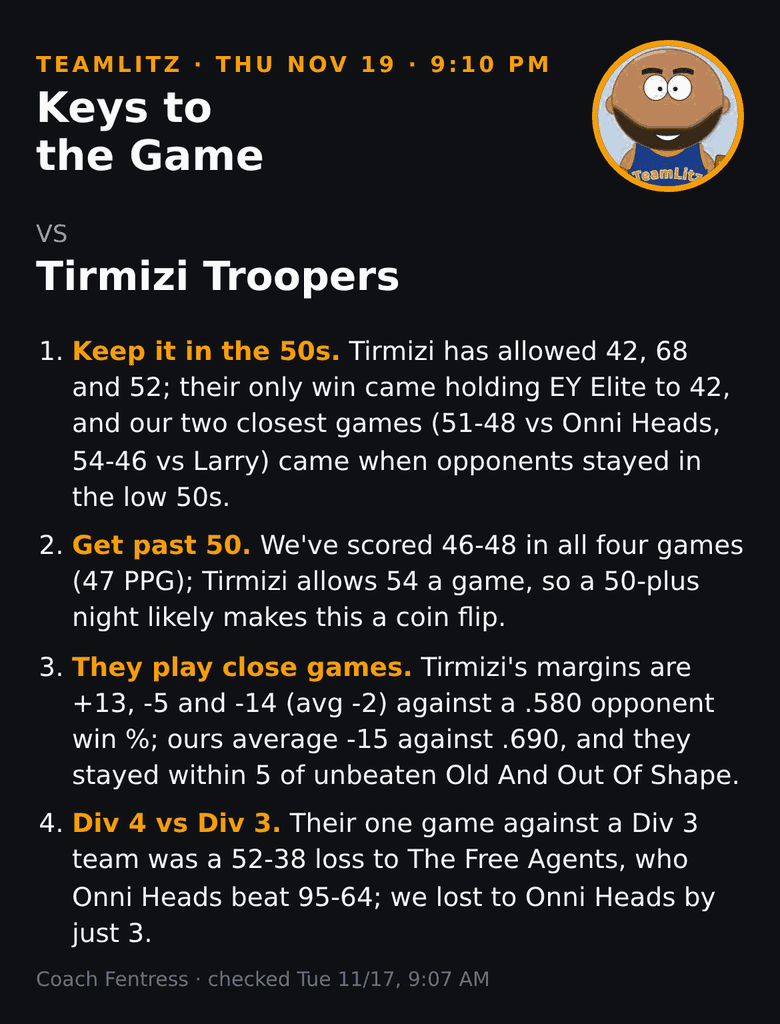 TEAMLITZ · THU NOV 19 · 9:10 PM
Keys to
the Game
TeamLitz
VS
Tirmizi Troopers
1. Keep it in the 50s. Tirmizi has allowed 42, 68
and 52; their only win came holding EY Elite to 42,
and our two closest games (51-48 vs Onni Heads,
54-46 vs Larry) came when opponents stayed in
the low 50s.
2. Get past 50. We've scored 46-48 in all four games
(47 PPG); Tirmizi allows 54 a game, so a 50-plus
night likely makes this a coin flip.
3. They play close games. Tirmizi's margins are
+13, -5 and -14 (avg -2) against a .580 opponent
win %; ours average -15 against .690, and they
stayed within 5 of unbeaten Old And Out Of Shape.
4. Div 4 vs Div 3. Their one game against a Div 3
team was a 52-38 loss to The Free Agents, who
Onni Heads beat 95-64; we lost to Onni Heads by
just 3.
Coach Fentress · checked Tue 11/17, 9:07 AM